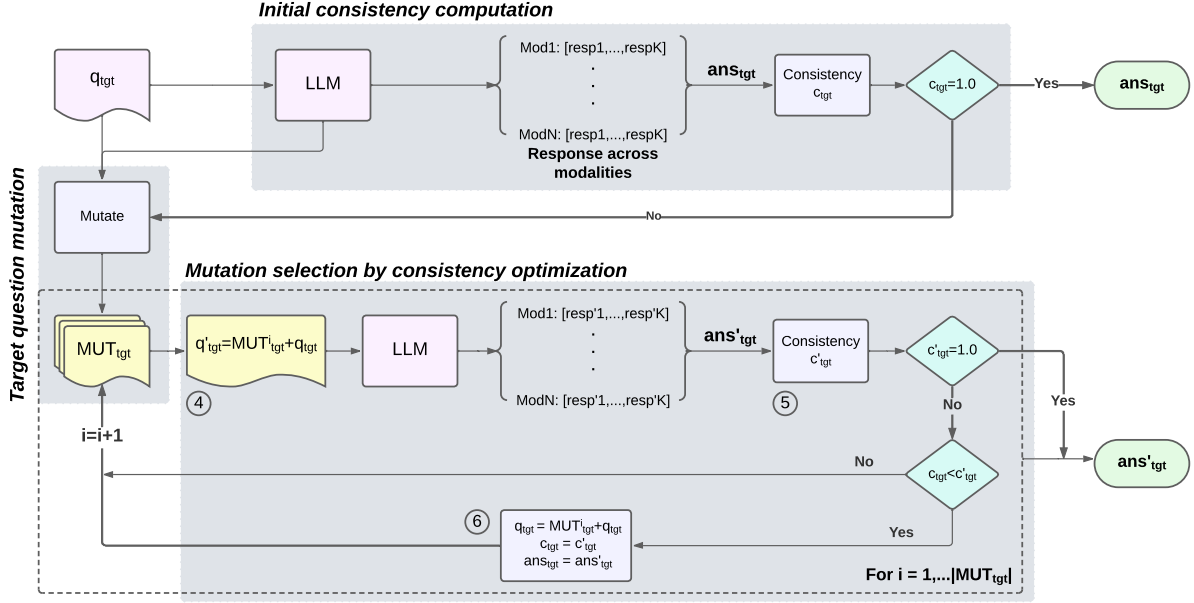 Initial consistency computation
q_tgt
LLM
Mod1: [resp1,...,respK]
.
.
.
ModN: [resp1,...,respK]
Response across
modalities
ans_tgt
Consistency
c_tgt
c_tgt=1.0
Yes
ans_tgt
No
Target question mutation
Mutate
MUT_tgt
i=i+1
Mutation selection by consistency optimization
q'_tgt=MUT^i_tgt+q_tgt
4
LLM
Mod1: [resp'1,...,resp'K]
.
.
.
ModN: [resp'1,...,resp'K]
ans'_tgt
Consistency
c'_tgt
5
c'_tgt=1.0
Yes
No
c_tgt<c'_tgt
No
Yes
ans'_tgt
6
q_tgt = MUT^i_tgt+q_tgt
c_tgt = c'_tgt
ans_tgt = ans'_tgt
For i = 1,...|MUT_tgt|